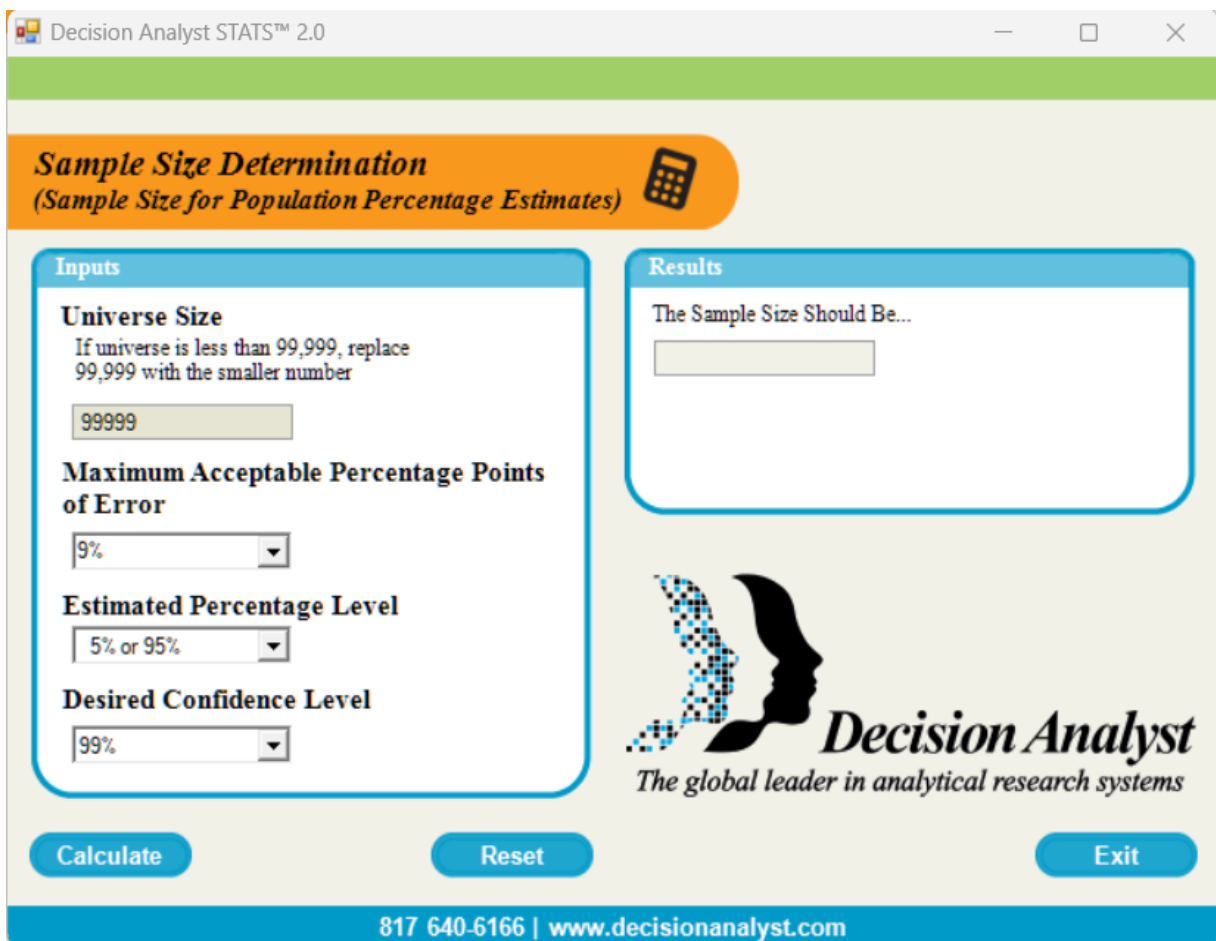 Decision Analyst STATS™ 2.0
Sample Size Determination
(Sample Size for Population Percentage Estimates)
Inputs
Universe Size
If universe is less than 99,999, replace
99,999 with the smaller number
99999
Maximum Acceptable Percentage Points
of Error
9%
Estimated Percentage Level
5% or 95%
Desired Confidence Level
99%
Results
The Sample Size Should Be...
Decision Analyst
The global leader in analytical research systems
Calculate
Reset
Exit
817 640-6166 | www.decisionanalyst.com